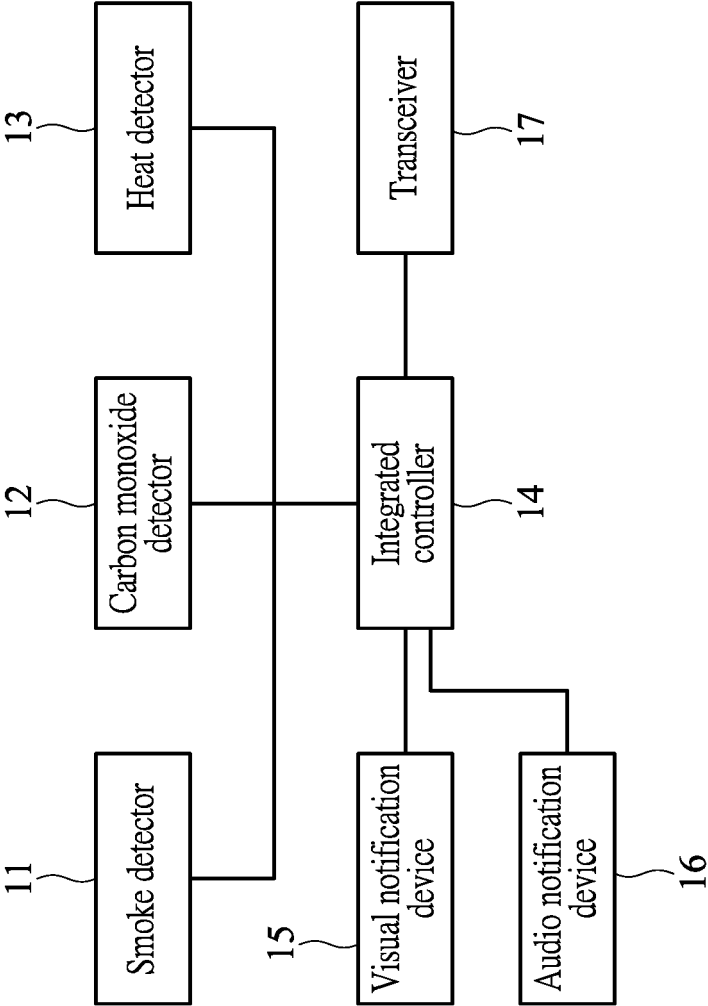 11
Smoke detector
12
Carbon monoxide
detector
13
Heat detector
15
Visual notification
device
Integrated
controller
14
Transceiver
17
Audio notification
device
16